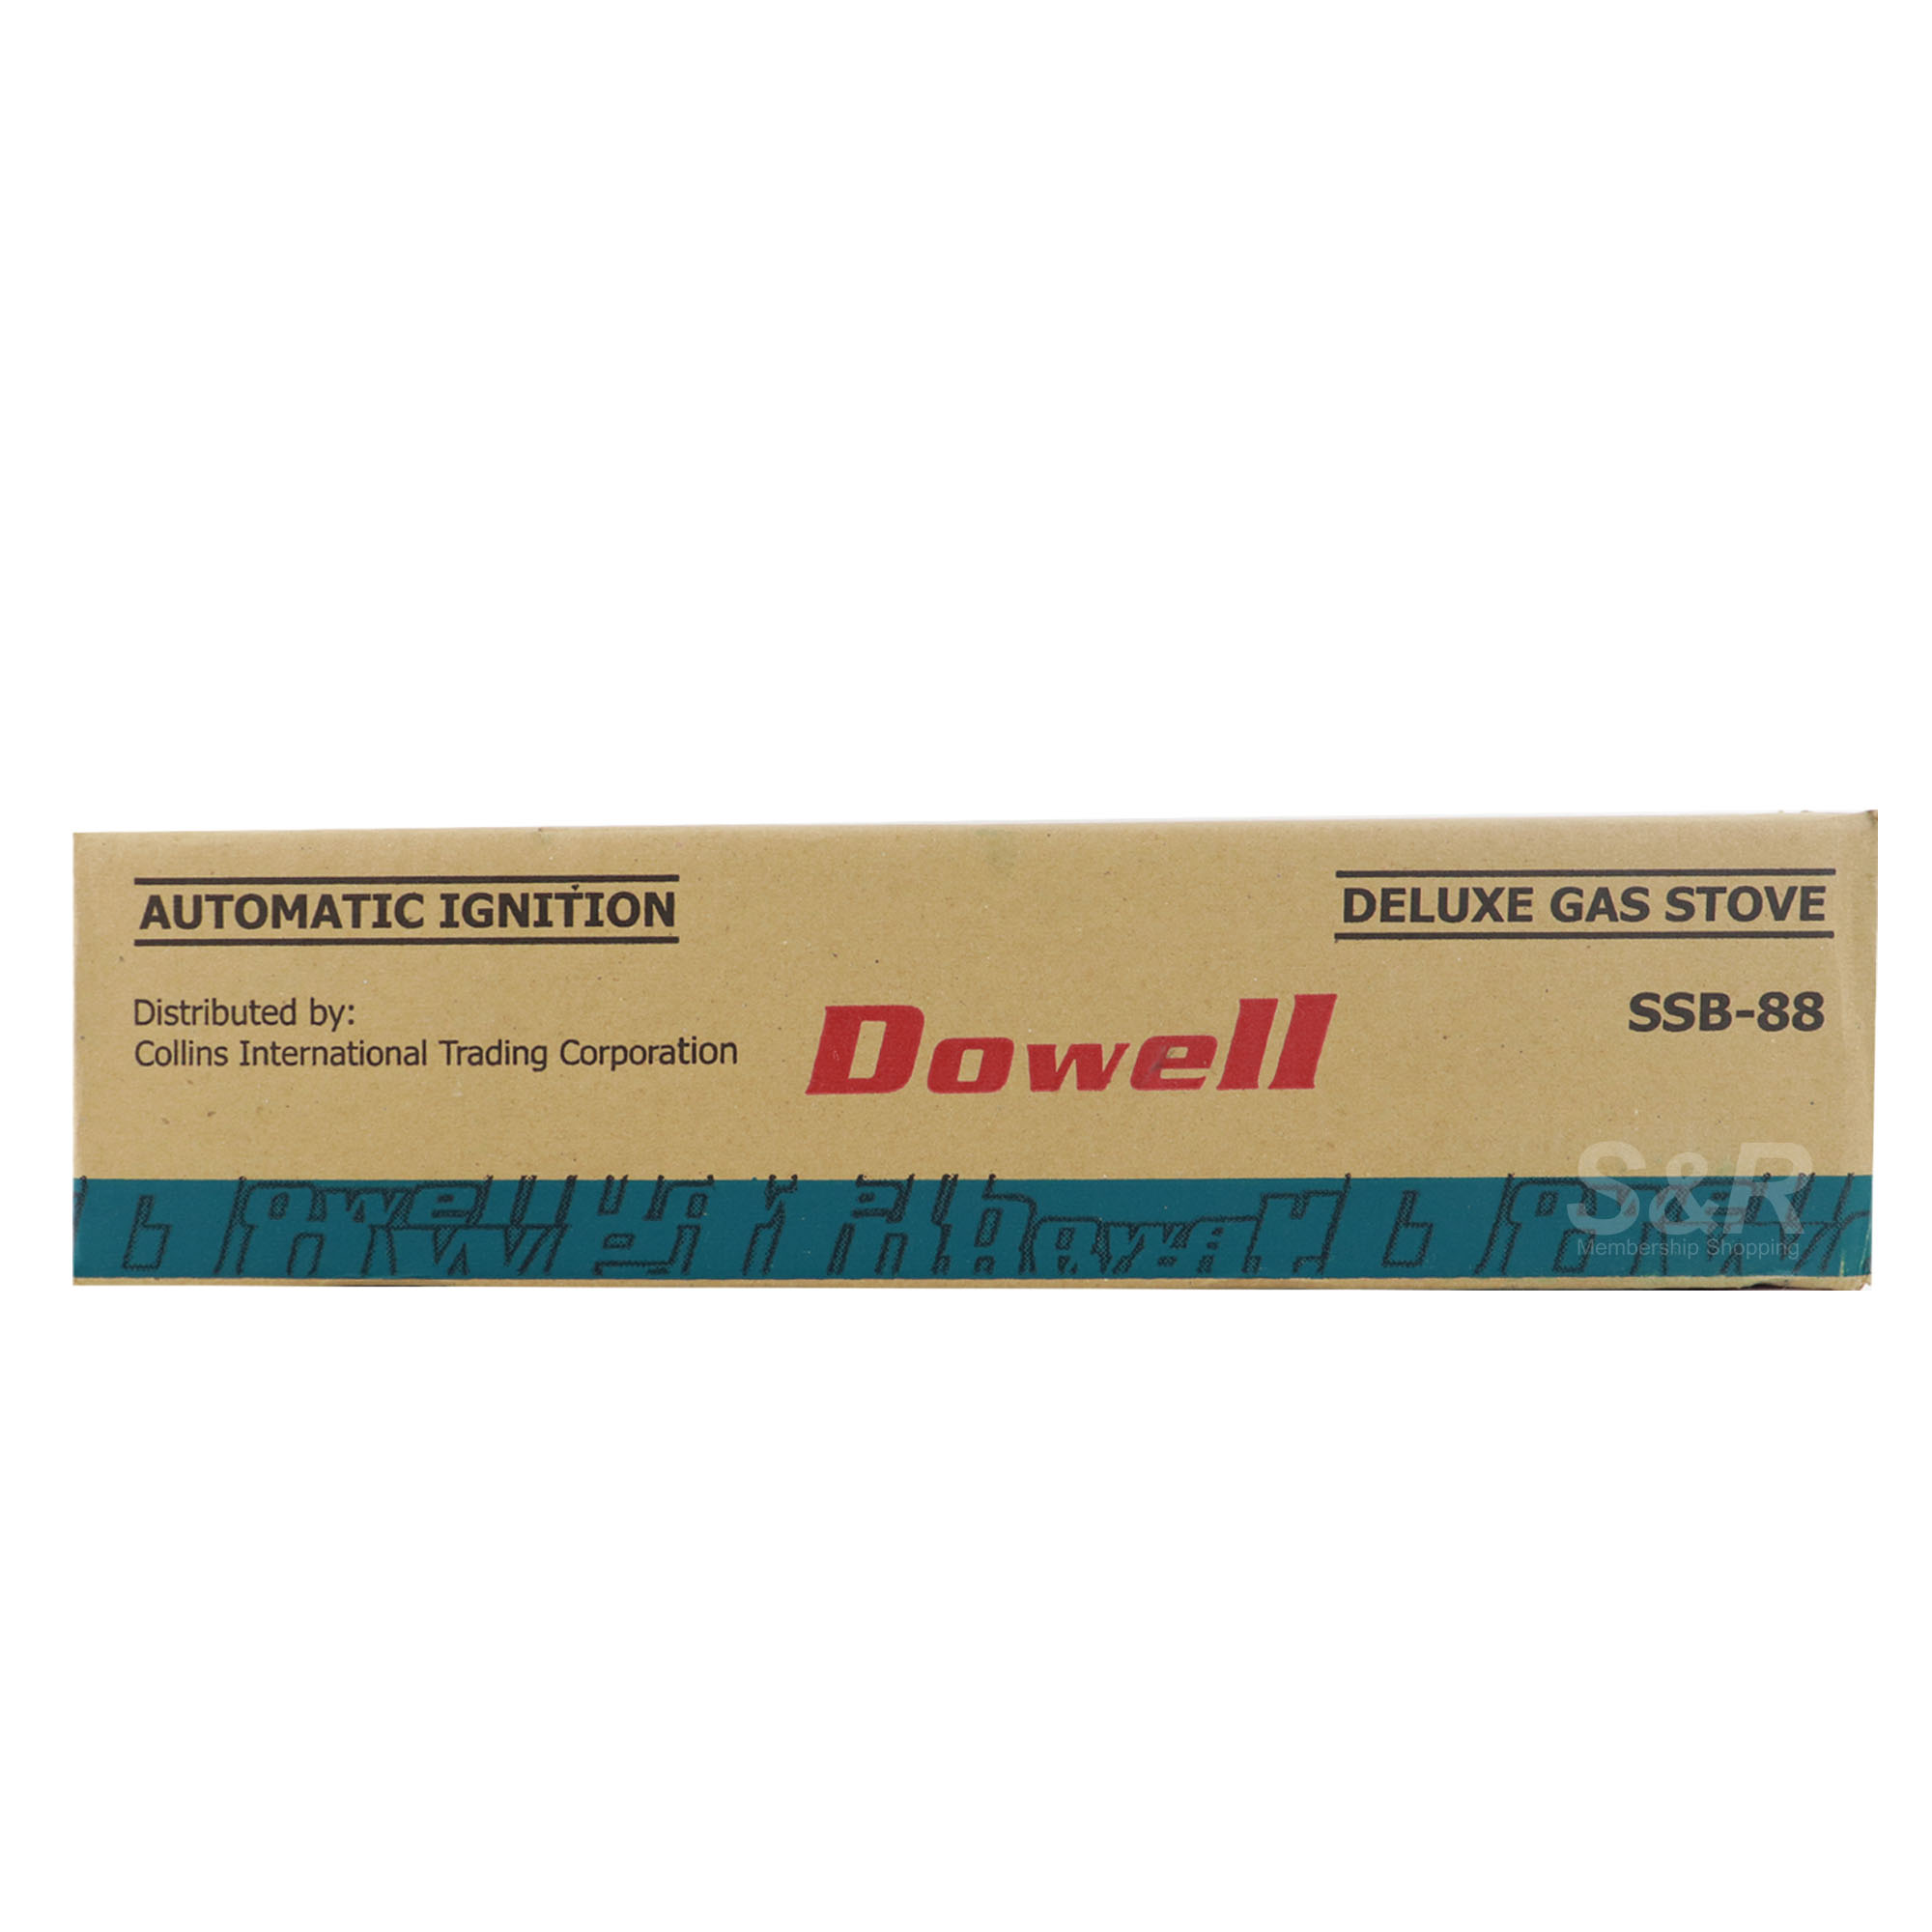 AUTOMATIC IGNITION
DELUXE GAS STOVE
Distributed by:
Collins International Trading Corporation
Dowell
SSB-88
S&R
Membership Shopping